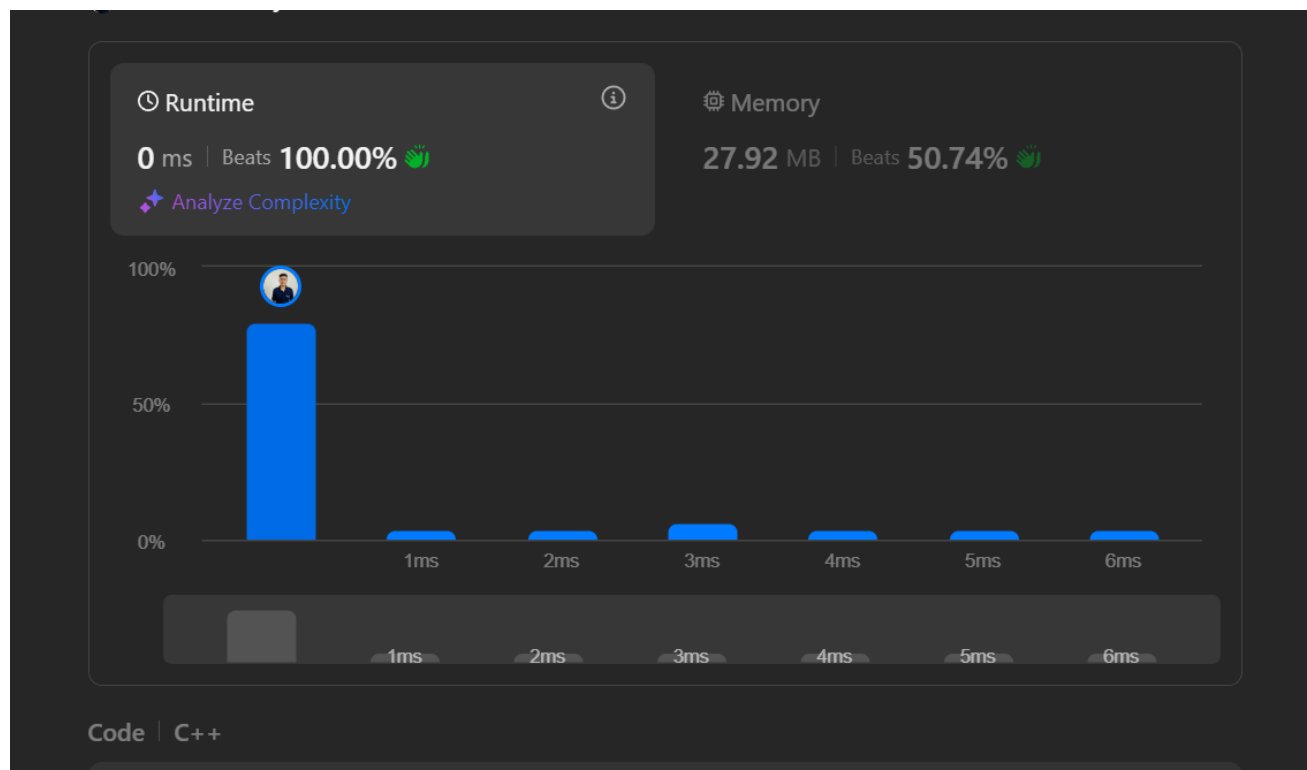 Runtime
0 ms | Beats 100.00%
Analyze Complexity
Memory
27.92 MB | Beats 50.74%
100%
50%
0%
1ms 2ms 3ms 4ms 5ms 6ms
1ms 2ms 3ms 4ms 5ms 6ms
Code | C++